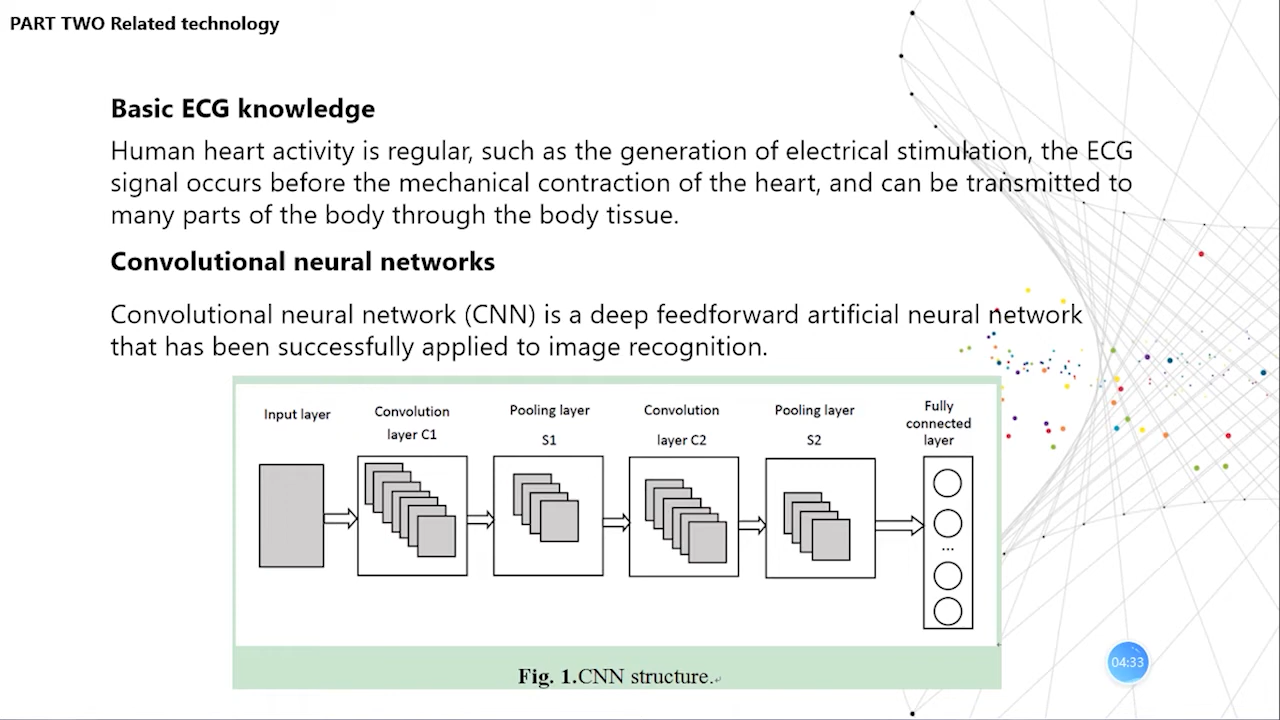 PART TWO Related technology
Basic ECG knowledge
Human heart activity is regular, such as the generation of electrical stimulation, the ECG
signal occurs before the mechanical contraction of the heart, and can be transmitted to
many parts of the body through the body tissue.
Convolutional neural networks
Convolutional neural network (CNN) is a deep feedforward artificial neural network
that has been successfully applied to image recognition.
Input layer
Convolution
layer C1
Pooling layer
S1
Convolution
layer C2
Pooling layer
S2
Fully
connected
layer
...
Fig. 1.CNN structure.
04:33